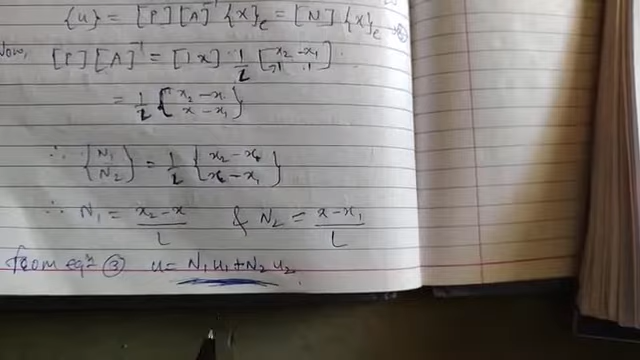 {u} = [P][A]⁻¹{x}e = [N]{x}e
Now, [P][A]⁻¹ = [1 x] 1/L [x₂ -x₁ / -1 1]
= 1/L {x₂-x / x-x₁}
∴ {N₁ / N₂} = 1/L {x₂-x / x-x₁}
∴ N₁ = x₂-x / L & N₂ = x-x₁ / L
from eqⁿ ③ u = N₁u₁+N₂u₂